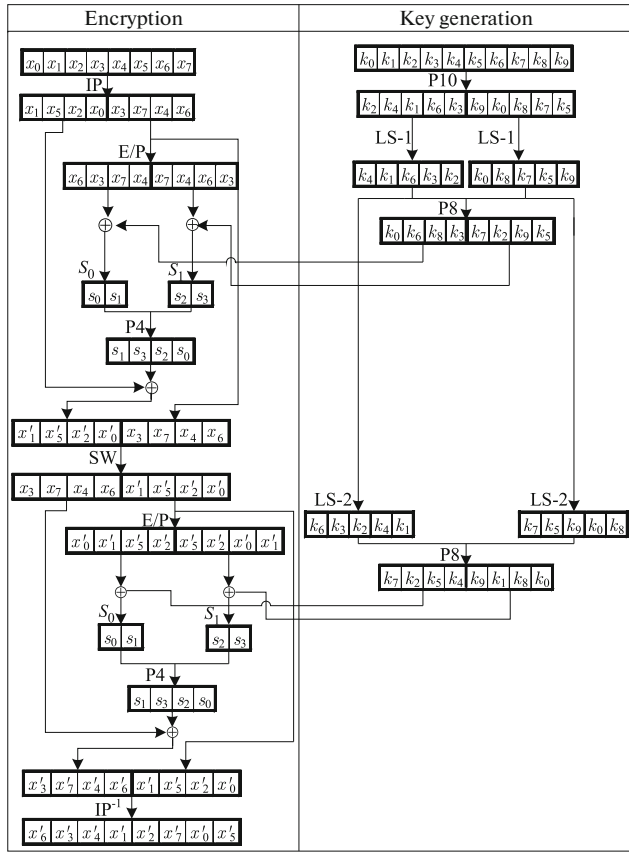 Encryption
x₀ x₁ x₂ x₃ x₄ x₅ x₆ x₇
IP
x₁ x₅ x₂ x₀ x₃ x₇ x₄ x₆
E/P
x₆ x₃ x₇ x₄ x₇ x₄ x₆ x₃
⊕ ⊕
S₀ S₁
s₀ s₁ s₂ s₃
P4
s₁ s₃ s₂ s₀
⊕
x′₁ x′₅ x′₂ x′₀ x₃ x₇ x₄ x₆
SW
x₃ x₇ x₄ x₆ x′₁ x′₅ x′₂ x′₀
E/P
x′₀ x′₁ x′₅ x′₂ x′₅ x′₂ x′₀ x′₁
⊕ ⊕
S₀ S₁
s₀ s₁ s₂ s₃
P4
s₁ s₃ s₂ s₀
⊕
x′₃ x′₇ x′₄ x′₆ x′₁ x′₅ x′₂ x′₀
IP⁻¹
x′₆ x′₃ x′₄ x′₁ x′₂ x′₇ x′₀ x′₅
Key generation
k₀ k₁ k₂ k₃ k₄ k₅ k₆ k₇ k₈ k₉
P10
k₂ k₄ k₁ k₆ k₃ k₉ k₀ k₈ k₇ k₅
LS-1 LS-1
k₄ k₁ k₆ k₃ k₂ k₀ k₈ k₇ k₅ k₉
P8
k₀ k₆ k₈ k₃ k₇ k₂ k₉ k₅
LS-2 LS-2
k₆ k₃ k₂ k₄ k₁ k₇ k₅ k₉ k₀ k₈
P8
k₇ k₂ k₅ k₄ k₉ k₁ k₈ k₀